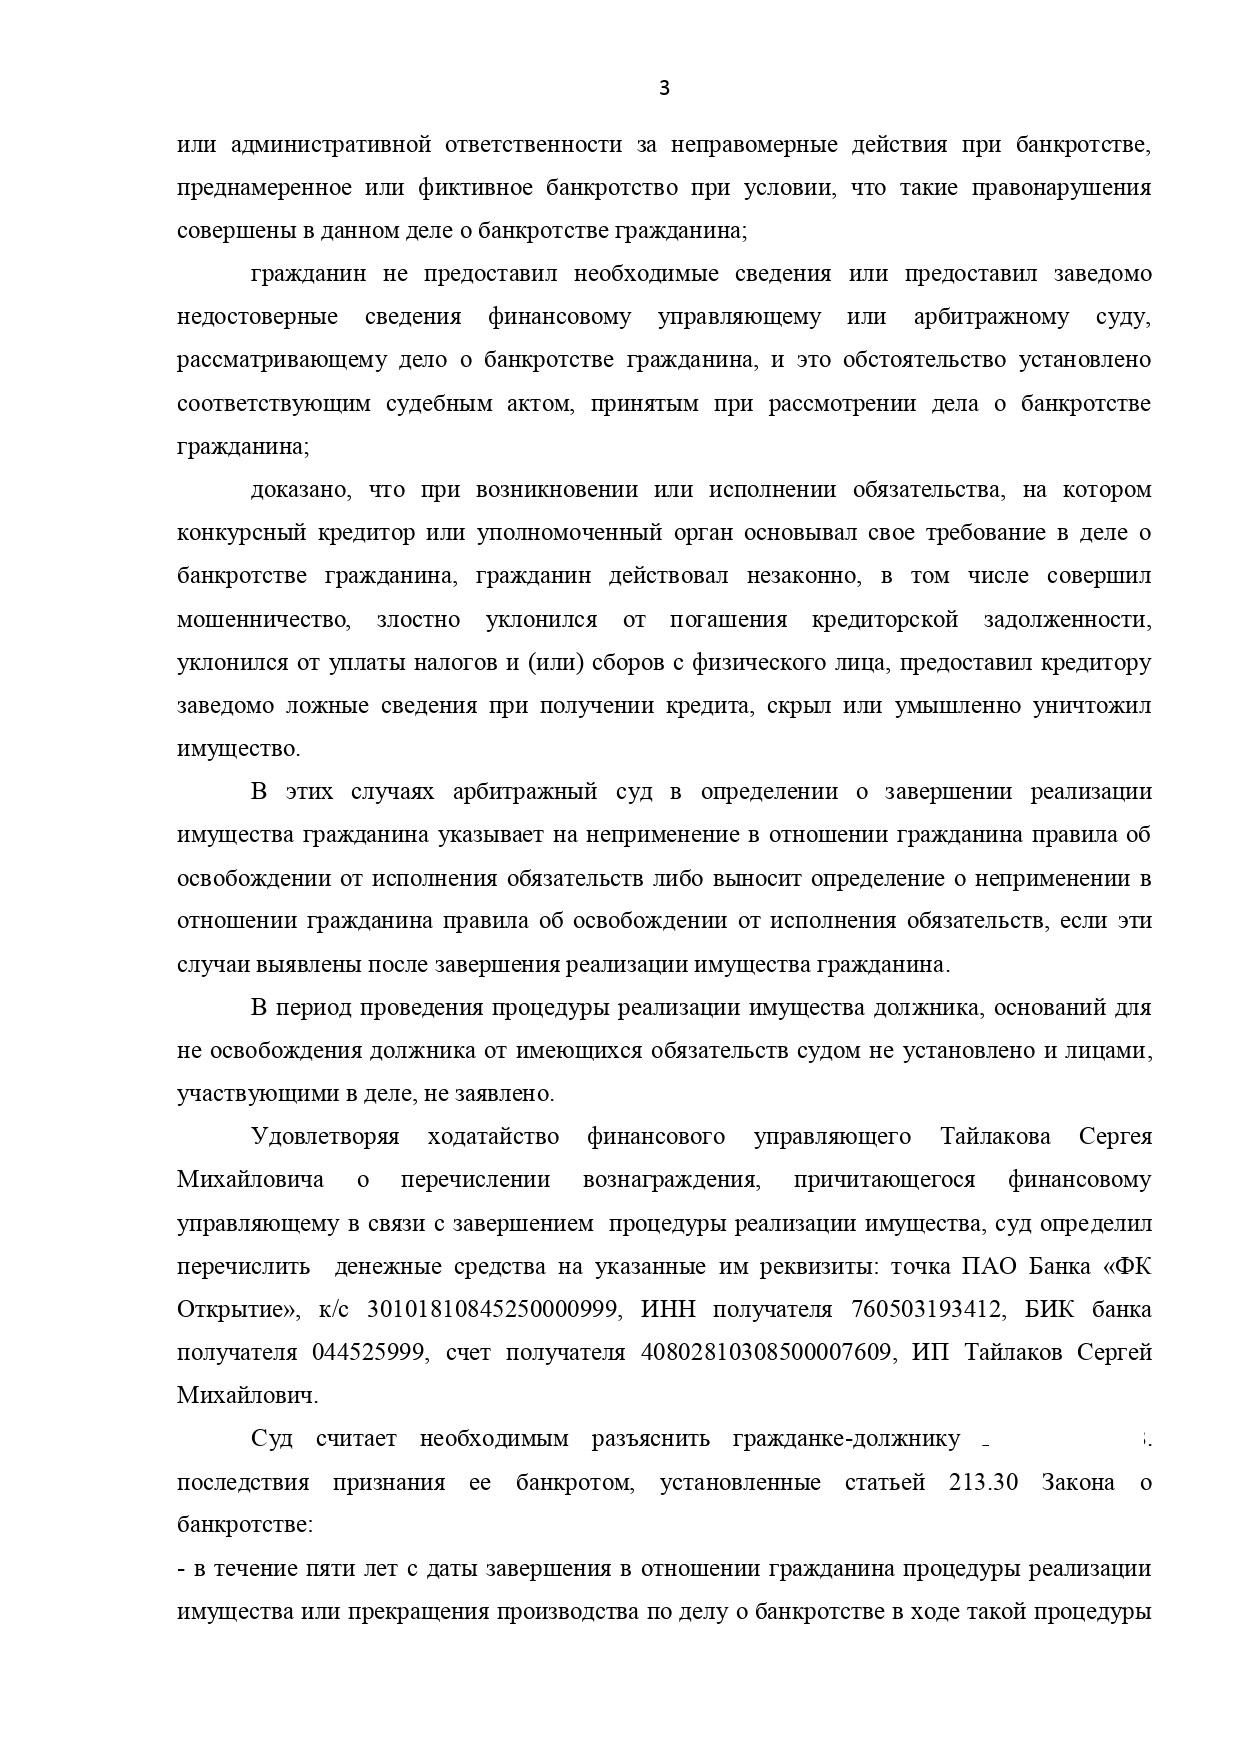 3
или административной ответственности за неправомерные действия при банкротстве,
преднамеренное или фиктивное банкротство при условии, что такие правонарушения
совершены в данном деле о банкротстве гражданина;
гражданин не предоставил необходимые сведения или предоставил заведомо
недостоверные сведения финансовому управляющему или арбитражному суду,
рассматривающему дело о банкротстве гражданина, и это обстоятельство установлено
соответствующим судебным актом, принятым при рассмотрении дела о банкротстве
гражданина;
доказано, что при возникновении или исполнении обязательства, на котором
конкурсный кредитор или уполномоченный орган основывал свое требование в деле о
банкротстве гражданина, гражданин действовал незаконно, в том числе совершил
мошенничество, злостно уклонился от погашения кредиторской задолженности,
уклонился от уплаты налогов и (или) сборов с физического лица, предоставил кредитору
заведомо ложные сведения при получении кредита, скрыл или умышленно уничтожил
имущество.
В этих случаях арбитражный суд в определении о завершении реализации
имущества гражданина указывает на неприменение в отношении гражданина правила об
освобождении от исполнения обязательств либо выносит определение о неприменении в
отношении гражданина правила об освобождении от исполнения обязательств, если эти
случаи выявлены после завершения реализации имущества гражданина.
В период проведения процедуры реализации имущества должника, оснований для
не освобождения должника от имеющихся обязательств судом не установлено и лицами,
участвующими в деле, не заявлено.
Удовлетворяя ходатайство финансового управляющего Тайлакова Сергея
Михайловича о перечислении вознаграждения, причитающегося финансовому
управляющему в связи с завершением процедуры реализации имущества, суд определил
перечислить денежные средства на указанные им реквизиты: точка ПАО Банка «ФК
Открытие», к/с 30101810845250000999, ИНН получателя 760503193412, БИК банка
получателя 044525999, счет получателя 40802810308500007609, ИП Тайлаков Сергей
Михайлович.
Суд считает необходимым разъяснить гражданке-должнику
последствия признания ее банкротом, установленные статьей 213.30 Закона о
банкротстве:
- в течение пяти лет с даты завершения в отношении гражданина процедуры реализации
имущества или прекращения производства по делу о банкротстве в ходе такой процедуры